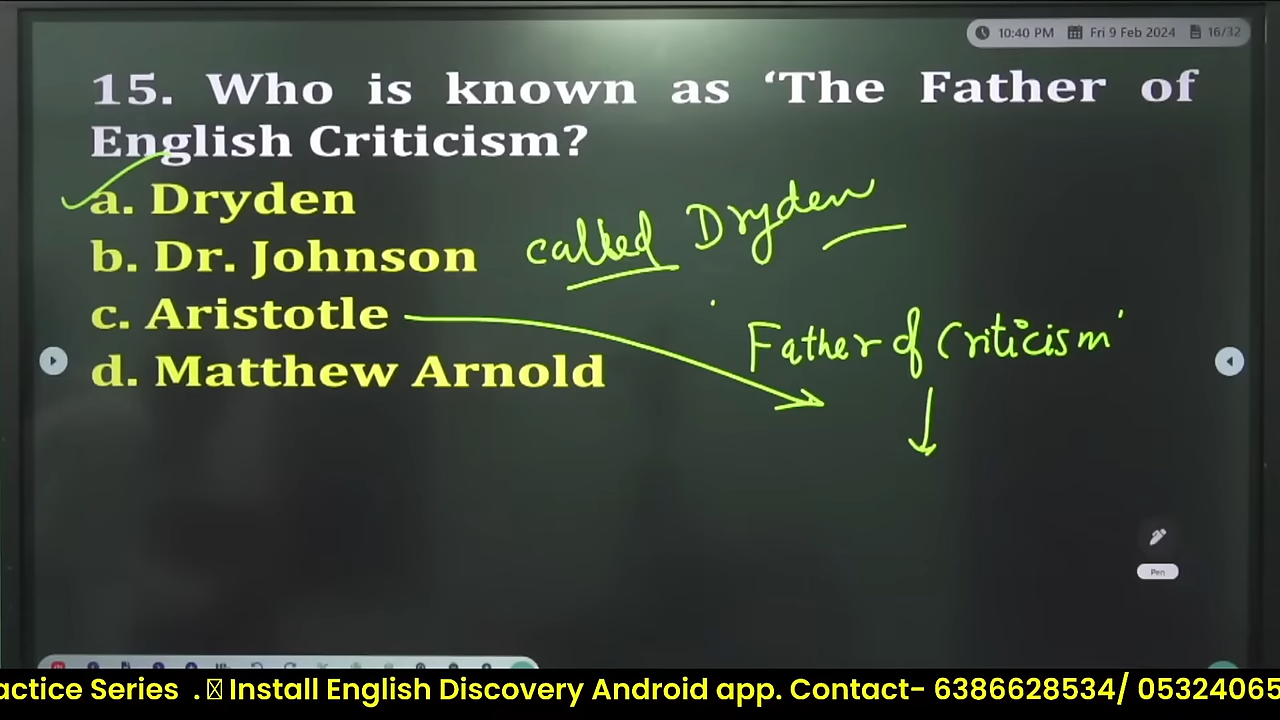 10:40 PM Fri 9 Feb 2024 16/32
15. Who is known as ‘The Father of
English Criticism?
a. Dryden
b. Dr. Johnson
c. Aristotle
d. Matthew Arnold
called Dryden
'Father of Criticism'
Pen
actice Series . Install English Discovery Android app. Contact- 6386628534/ 05324065